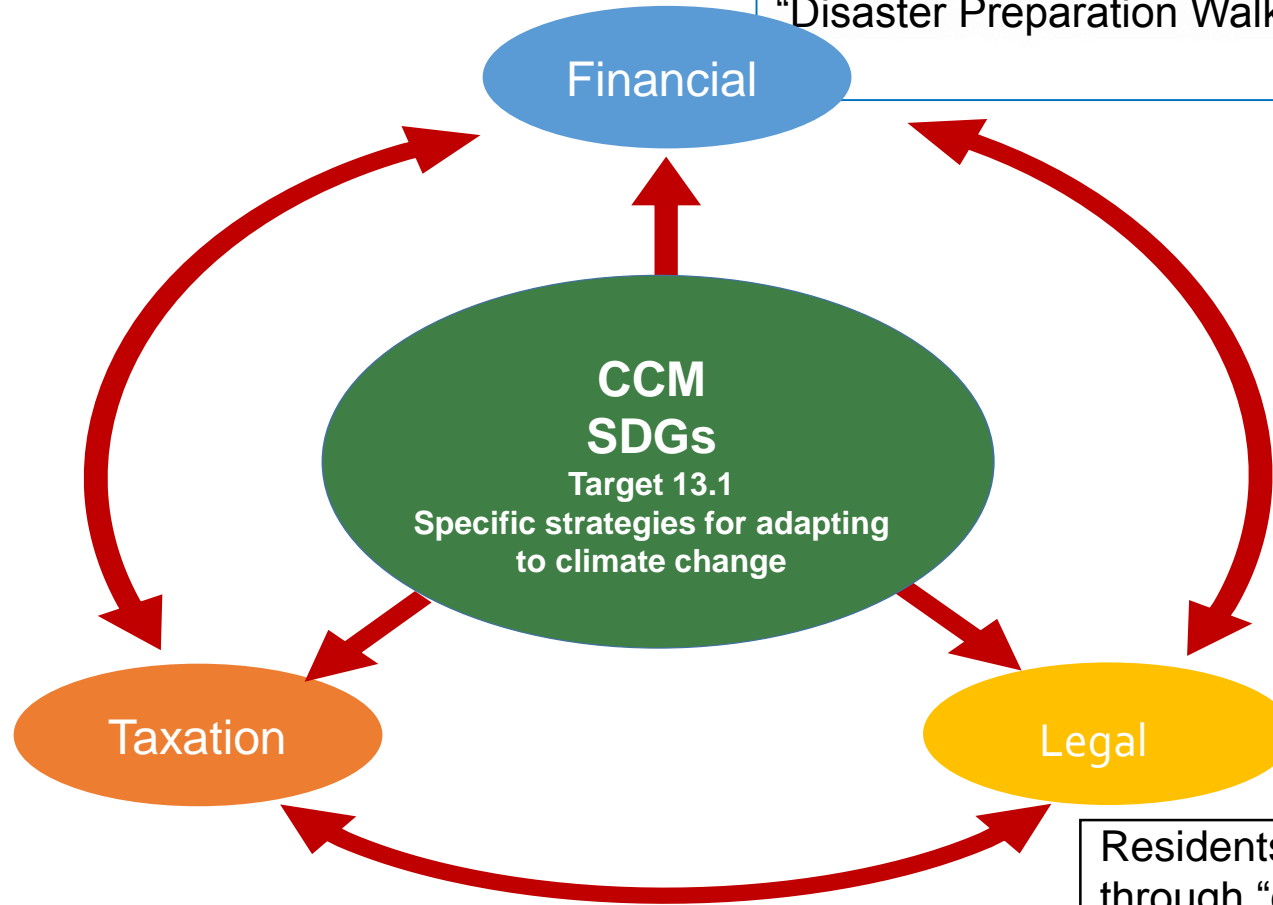 “Disaster Preparation Walk
Financial
CCM
SDGs
Target 13.1
Specific strategies for adapting
to climate change
Taxation
Legal
Residents
through “